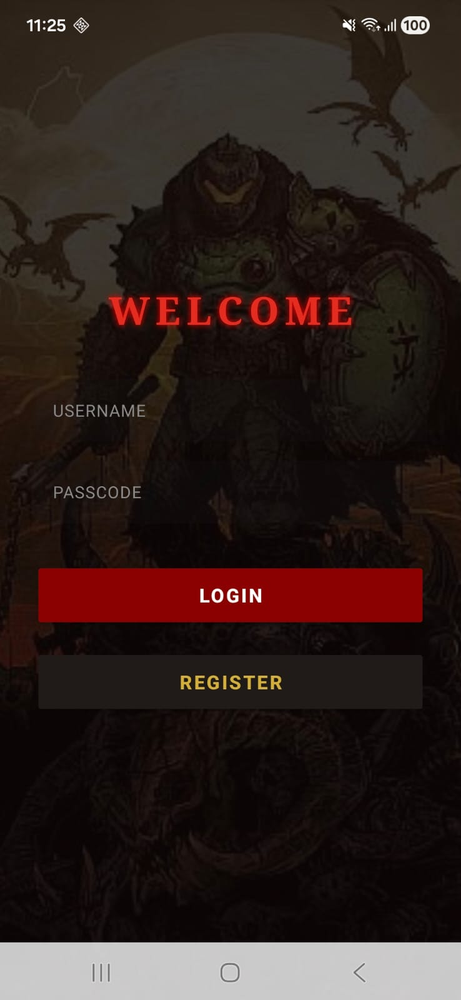 11:25
100
WELCOME
USERNAME
PASSCODE
LOGIN
REGISTER